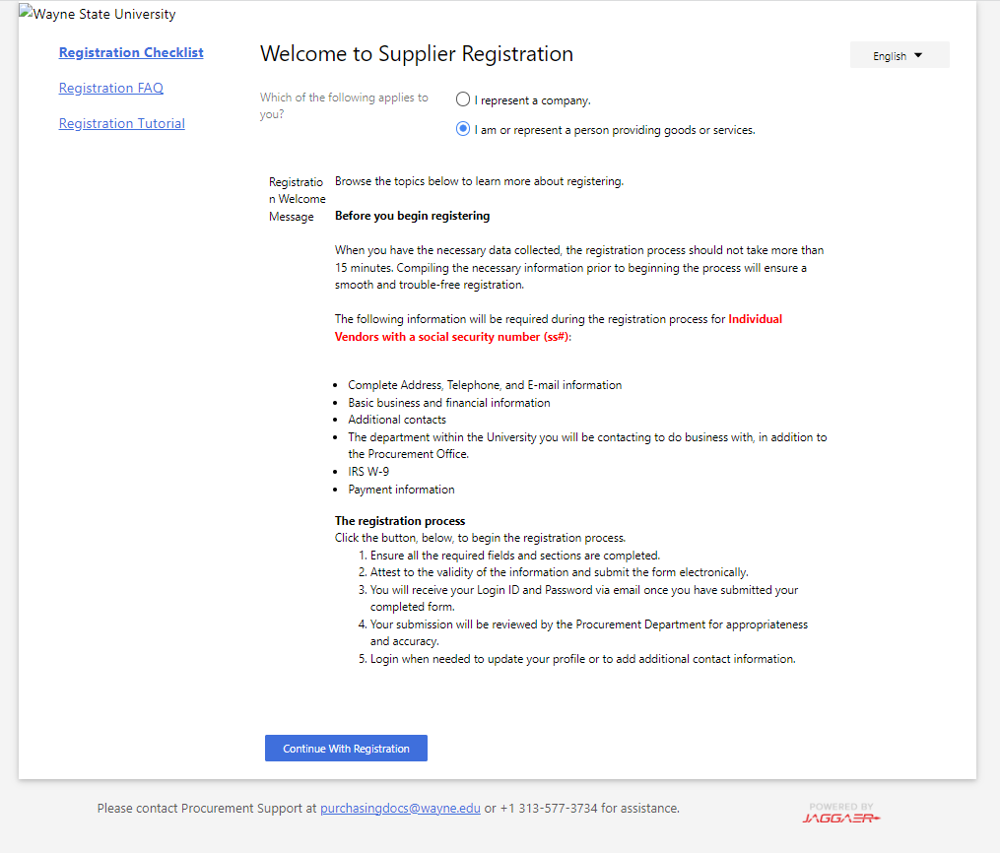 Wayne State University
Registration Checklist
Registration FAQ
Registration Tutorial
Welcome to Supplier Registration
English
Which of the following applies to
you?
I represent a company.
I am or represent a person providing goods or services.
Registratio
n Welcome
Message
Browse the topics below to learn more about registering.
Before you begin registering
When you have the necessary data collected, the registration process should not take more than
15 minutes. Compiling the necessary information prior to beginning the process will ensure a
smooth and trouble-free registration.
The following information will be required during the registration process for Individual
Vendors with a social security number (ss#):
• Complete Address, Telephone, and E-mail information
• Basic business and financial information
• Additional contacts
• The department within the University you will be contacting to do business with, in addition to
the Procurement Office.
• IRS W-9
• Payment information
The registration process
Click the button, below, to begin the registration process.
1. Ensure all the required fields and sections are completed.
2. Attest to the validity of the information and submit the form electronically.
3. You will receive your Login ID and Password via email once you have submitted your
completed form.
4. Your submission will be reviewed by the Procurement Department for appropriateness
and accuracy.
5. Login when needed to update your profile or to add additional contact information.
Continue With Registration
Please contact Procurement Support at purchasingdocs@wayne.edu or +1 313-577-3734 for assistance.
POWERED BY
JAGGAER